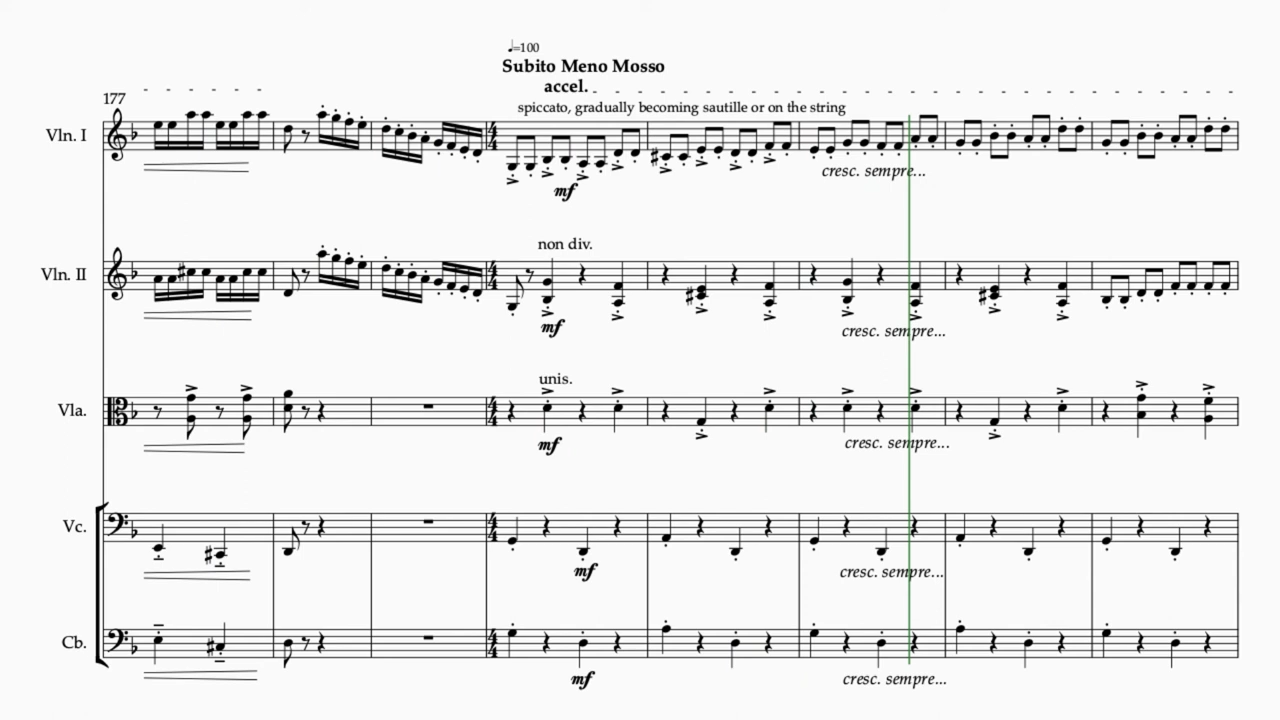 ♩=100
Subito Meno Mosso
accel.
177
spiccato, gradually becoming sautille or on the string
Vln. I
cresc. sempre...
mf
non div.
Vln. II
mf
cresc. sempre...
unis.
Vla.
mf
cresc. sempre...
Vc.
mf
cresc. sempre...
Cb.
mf
cresc. sempre...